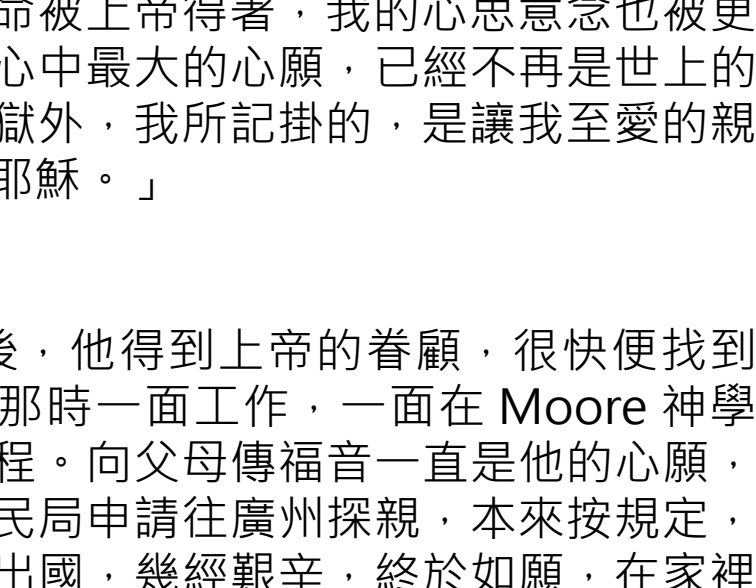 命被上帝得著，我的心思意念也被更
心中最大的心願，已經不再是世上的
獄外，我所記掛的，是讓我至愛的親
耶穌。」
後，他得到上帝的眷顧，很快便找到
那時一面工作，一面在 Moore 神學
程。向父母傳福音一直是他的心願，
民局申請往廣州探親，本來按規定，
出國，幾經艱辛，終於如願，在家裡